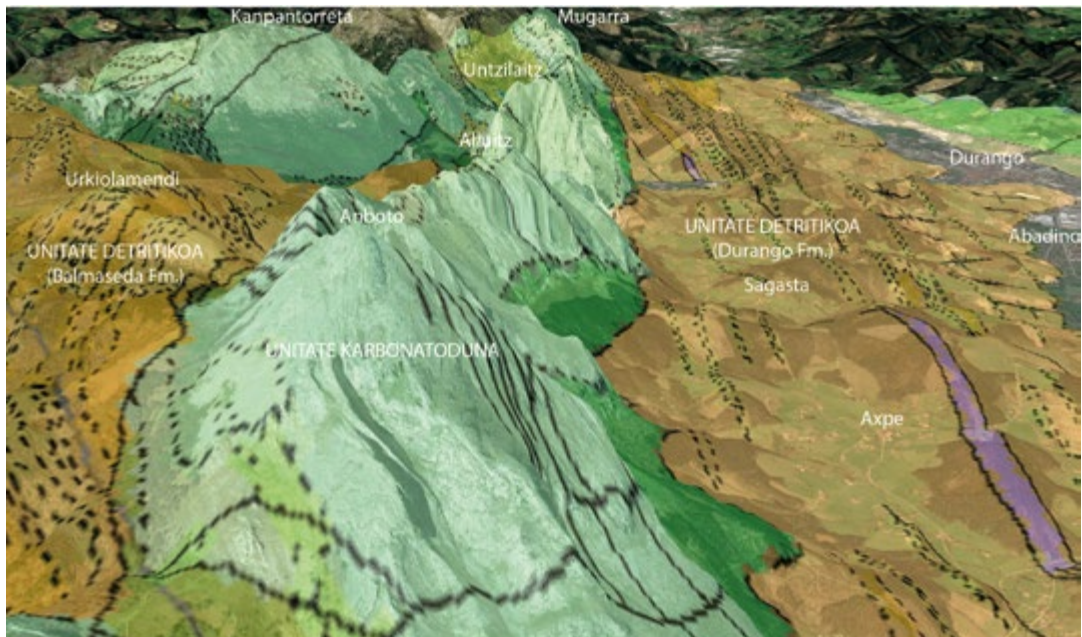 Kanpantorreta
Mugarra
Untzilaitz
Alluitz
Durango
Urkiolamendi
Anboto
UNITATE DETRITIKOA
(Balmaseda Fm.)
UNITATE DETRITIKOA
(Durango Fm.)
Abadino
Sagasta
UNITATE KARBONATODUNA
Axpe